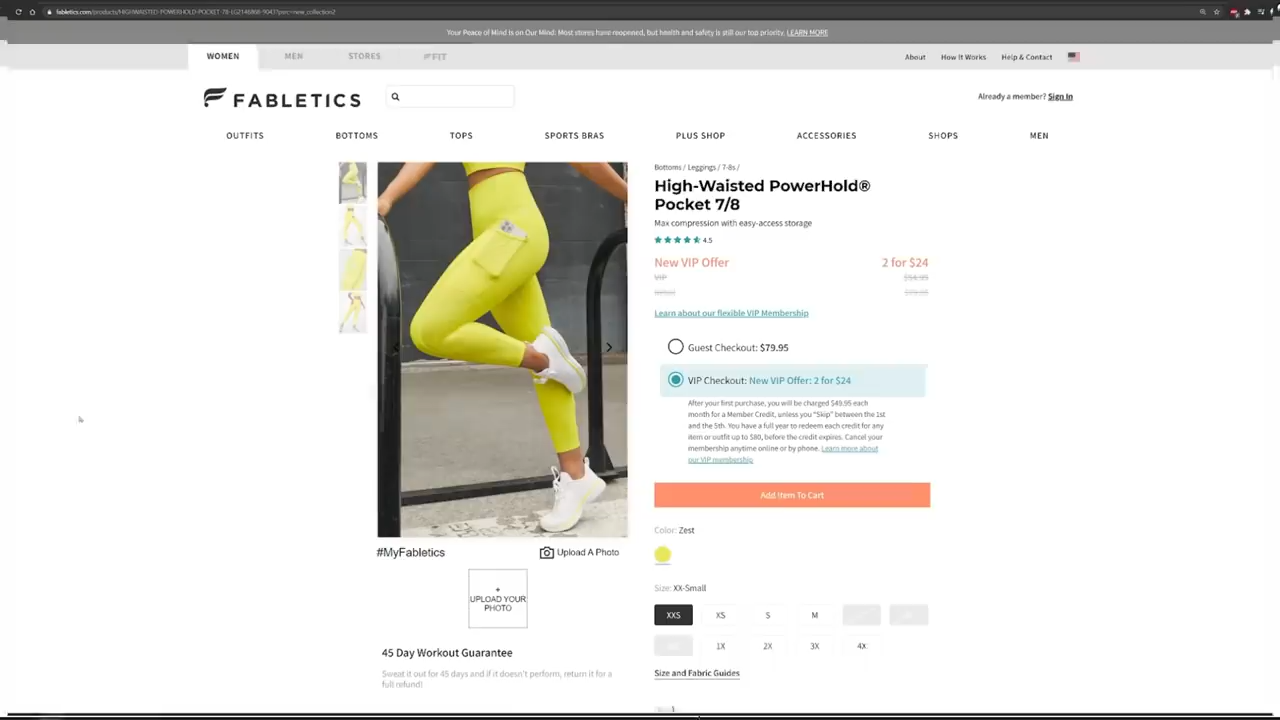 Your Peace of Mind is On Our Mind: Most stores have reopened, but health and safety is still our top priority. LEARN MORE
WOMEN MEN STORES FIT About How It Works Help & Contact
FABLETICS
Already a member? Sign In
OUTFITS BOTTOMS TOPS SPORTS BRAS PLUS SHOP ACCESSORIES SHOPS MEN
Bottoms / Leggings / 7-8s /
High-Waisted PowerHold®
Pocket 7/8
Max compression with easy-access storage
4.5
New VIP Offer 2 for $24
VIP
Learn about our flexible VIP Membership
Guest Checkout: $79.95
VIP Checkout: New VIP Offer: 2 for $24
After your first purchase, you will be charged $49.95 each
month for a Member Credit, unless you "Skip" between the 1st
and the 5th. You have a full year to redeem each credit for any
item or outfit up to $80, before the credit expires. Cancel your
membership anytime online or by phone. Learn more about
our VIP membership
Add Item To Cart
Color: Zest
#MyFabletics Upload A Photo
+
UPLOAD YOUR
PHOTO
Size: XX-Small
XXS XS S M
1X 2X 3X 4X
45 Day Workout Guarantee
Sweat it out for 45 days and if it doesn't perform, return it for a
full refund!
Size and Fabric Guides